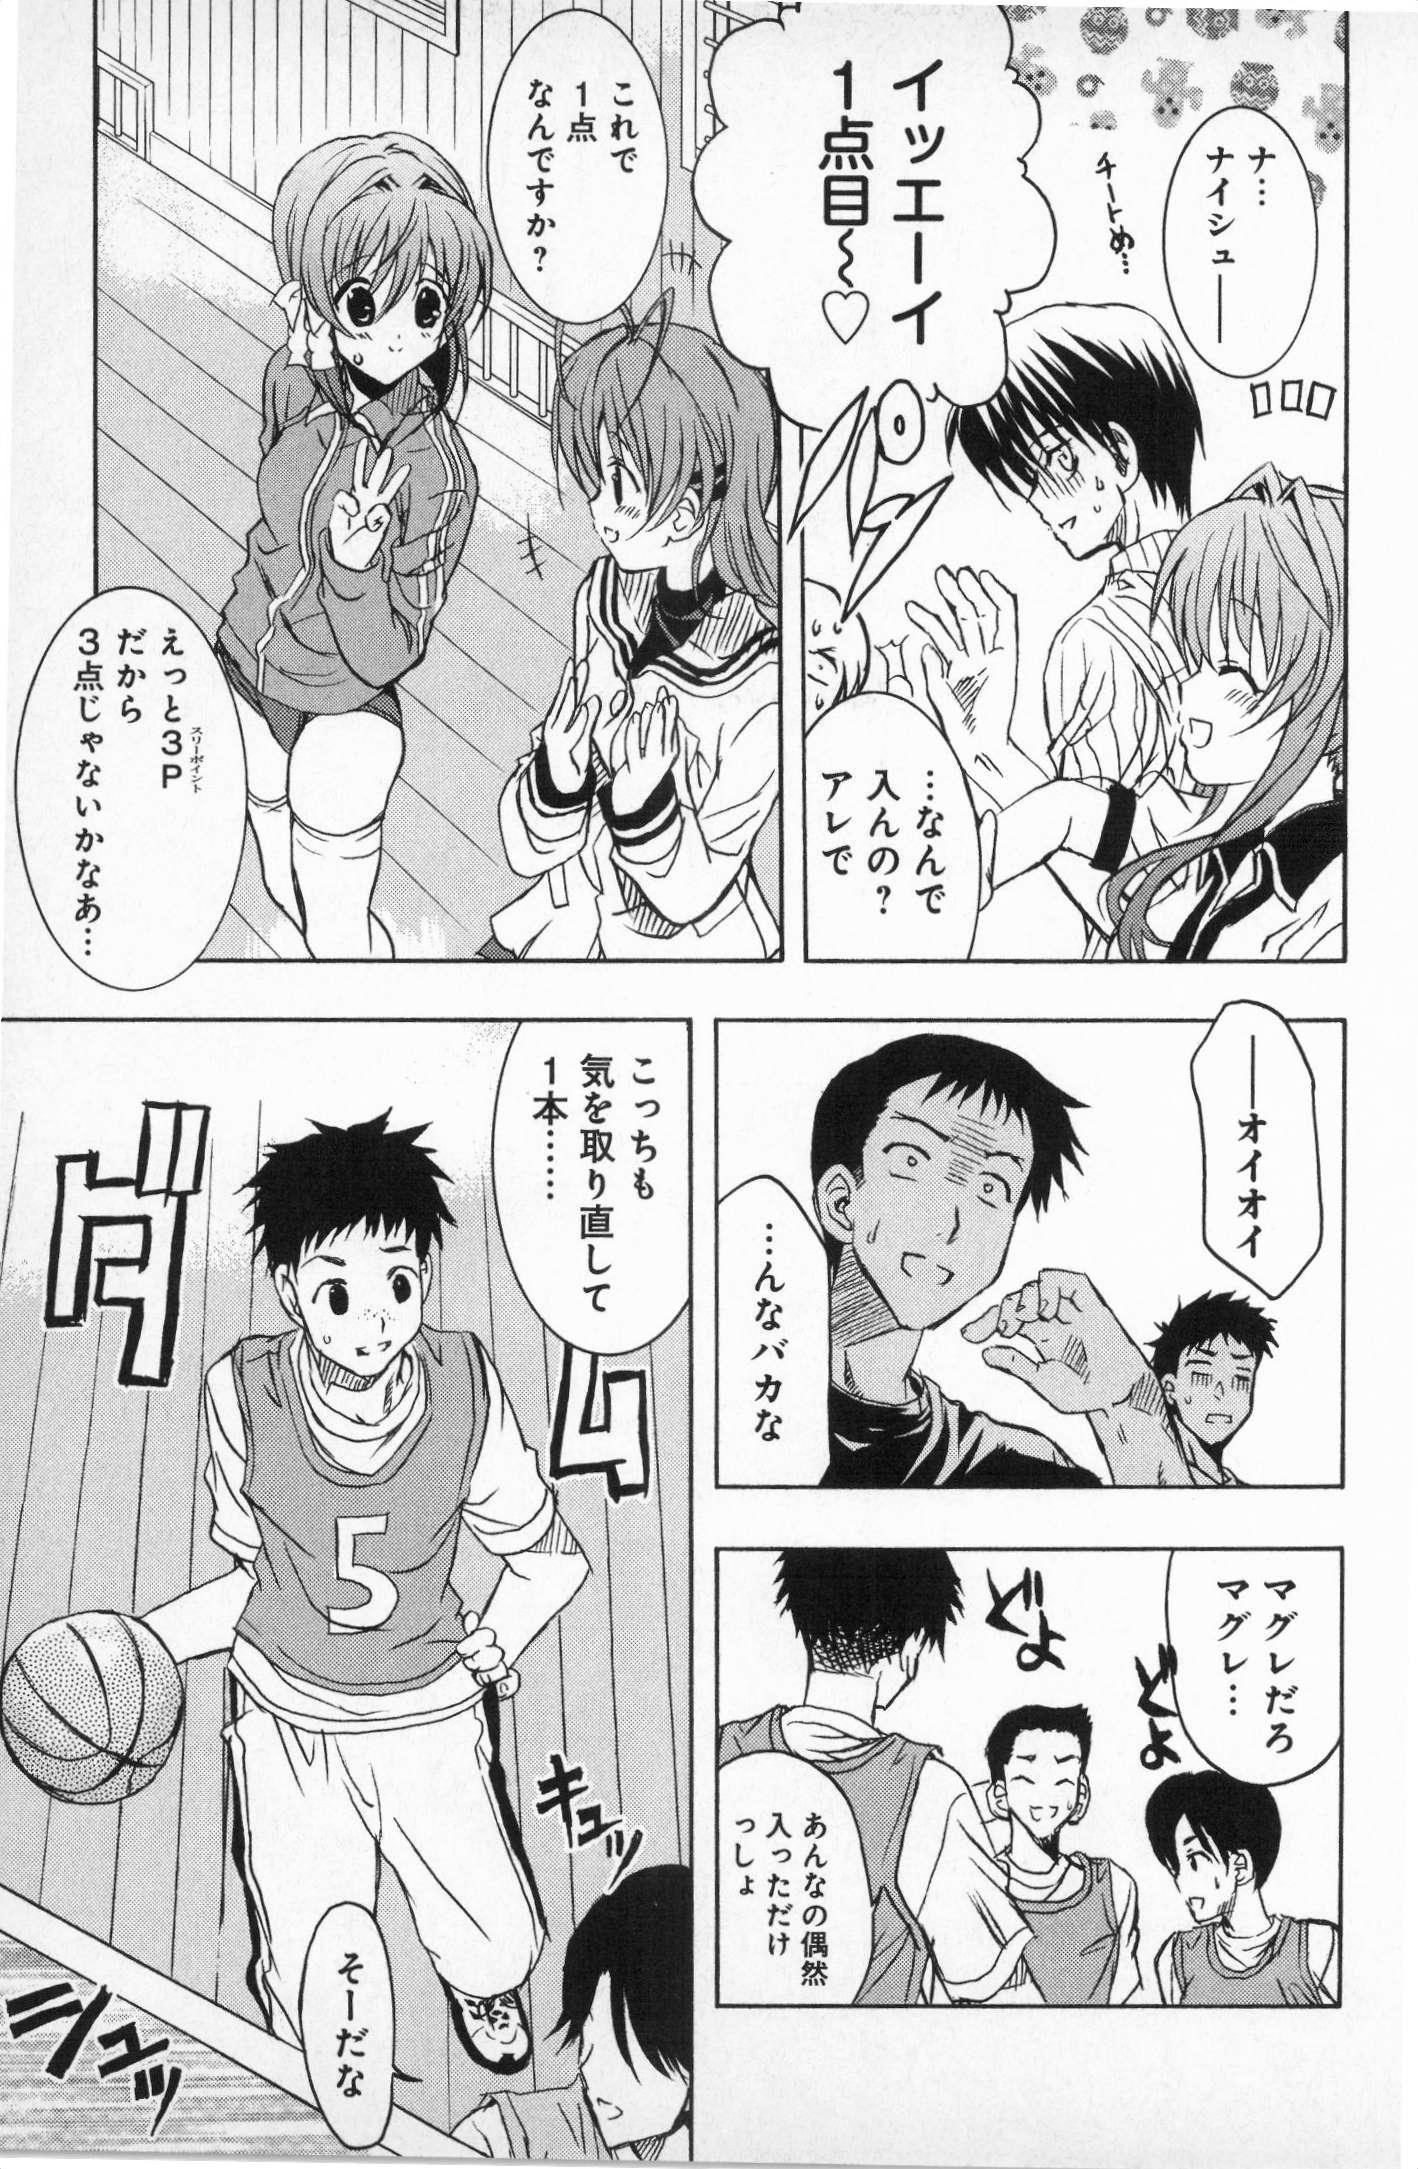 ナ…
ナイシュー
チートめ…
イッエーイ
1点目〜♡
パァン
…なんで
入んの?
アレで
これで
1点
なんですか?
えっと3P
スリーポイント
だから
3点じゃないかなあ…
――オイオイ
…んなバカな
マグレだろ
マグレ…
どよ
どよ
あんなの偶然
入っただけ
っしょ
こっちも
気を取り直して
1本……
ダム
キュッ
そーだな
シュッ
5